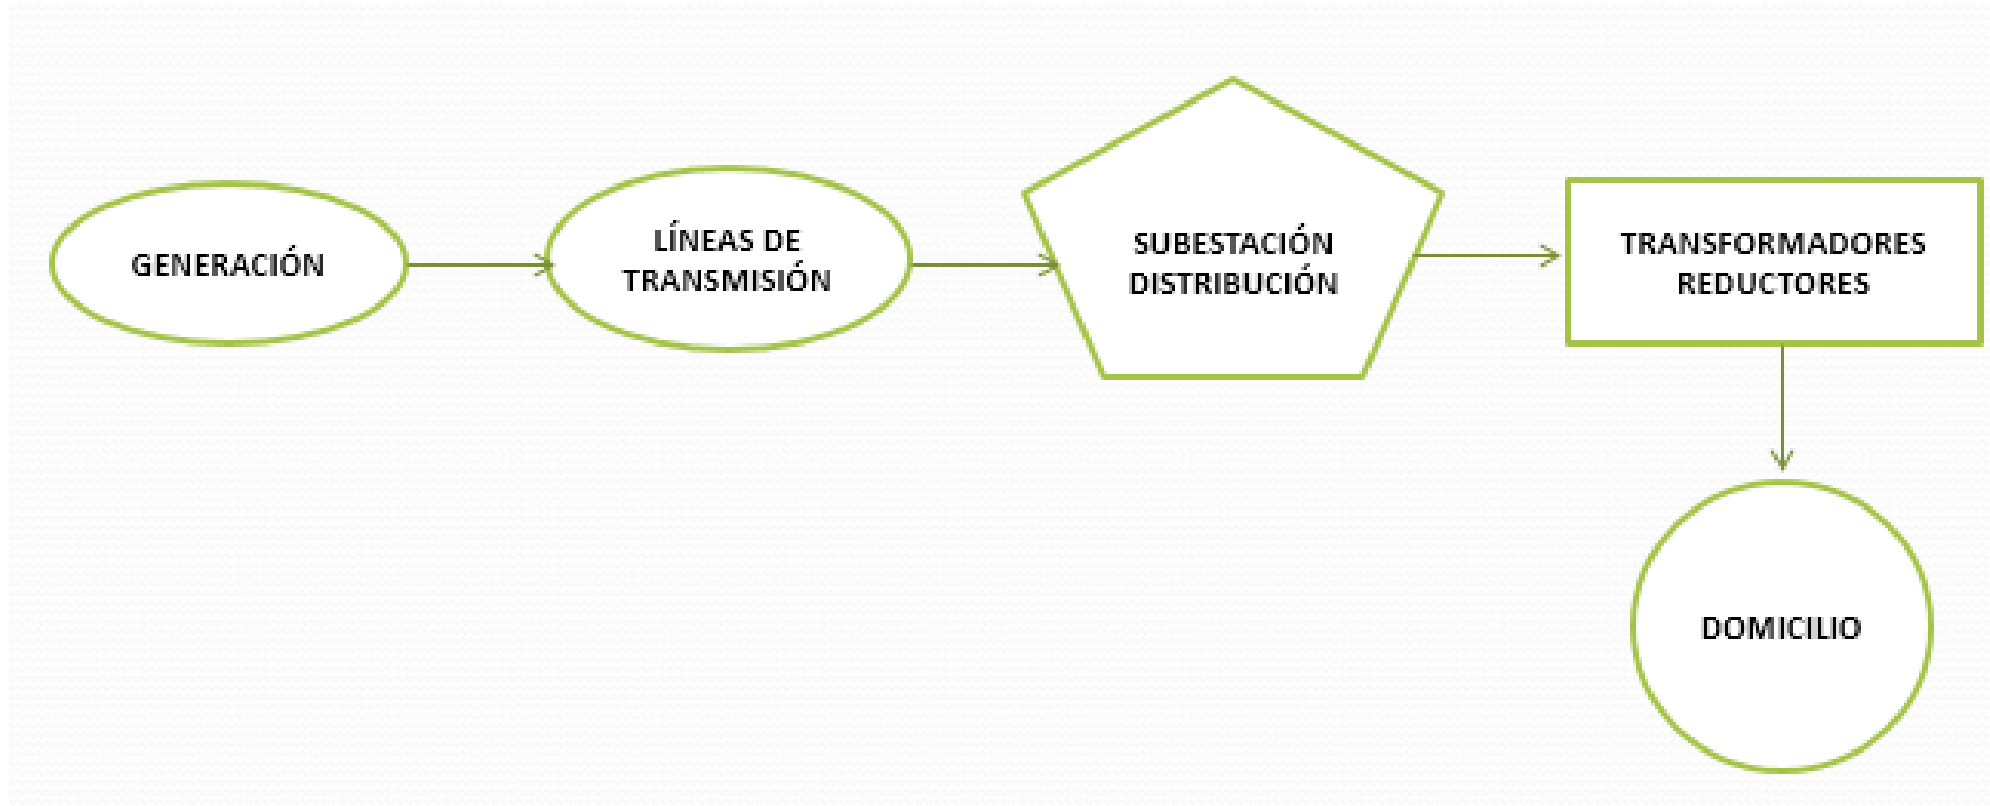 GENERACIÓN
LÍNEAS DE
TRANSMISIÓN
SUBESTACIÓN
DISTRIBUCIÓN
TRANSFORMADORES
REDUCTORES
DOMICILIO